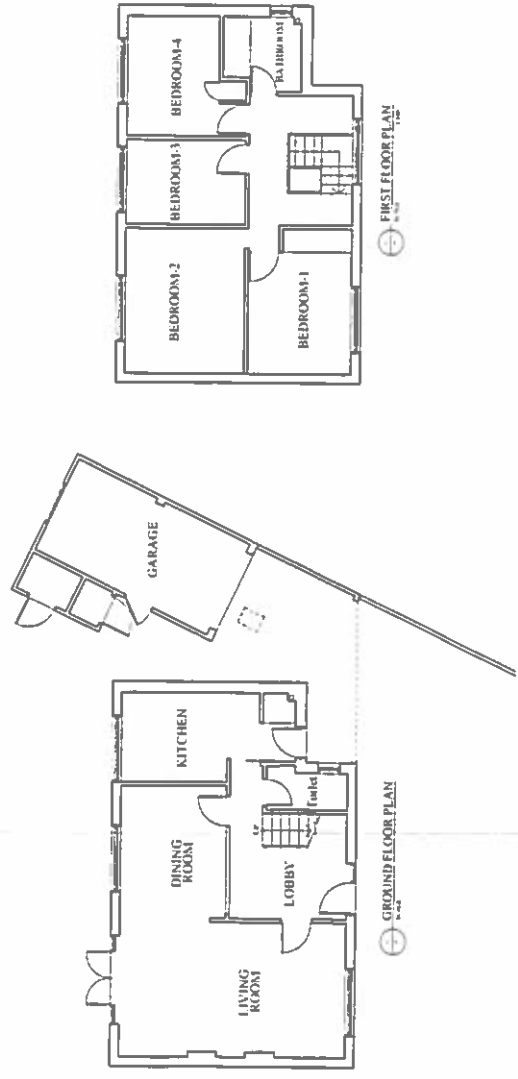 LIVING
ROOM
DINING
ROOM
KITCHEN
LOBBY
UP
Toilet
GROUND FLOOR PLAN
GARAGE
BEDROOM-2
BEDROOM-3
BEDROOM-4
BATHROOM
BEDROOM-1
FIRST FLOOR PLAN